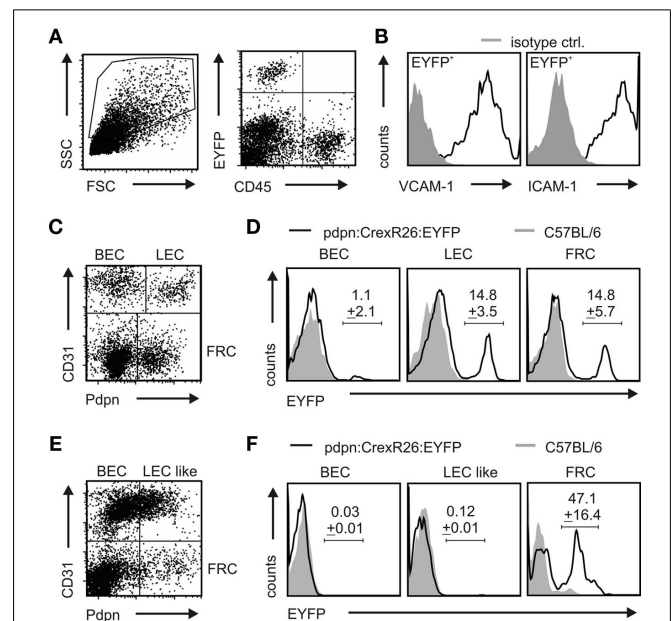 A
SSC
FSC
EYFP
CD45
B
isotype ctrl.
EYFP+
EYFP+
counts
VCAM-1
ICAM-1
C
BEC LEC
CD31
FRC
Pdpn
D
pdpn:CrexR26:EYFP C57BL/6
BEC LEC FRC
counts
1.1
±2.1
14.8
±3.5
14.8
±5.7
EYFP
E
BEC LEC like
CD31
FRC
Pdpn
F
pdpn:CrexR26:EYFP C57BL/6
BEC LEC like FRC
counts
0.03
±0.01
0.12
±0.01
47.1
±16.4
EYFP